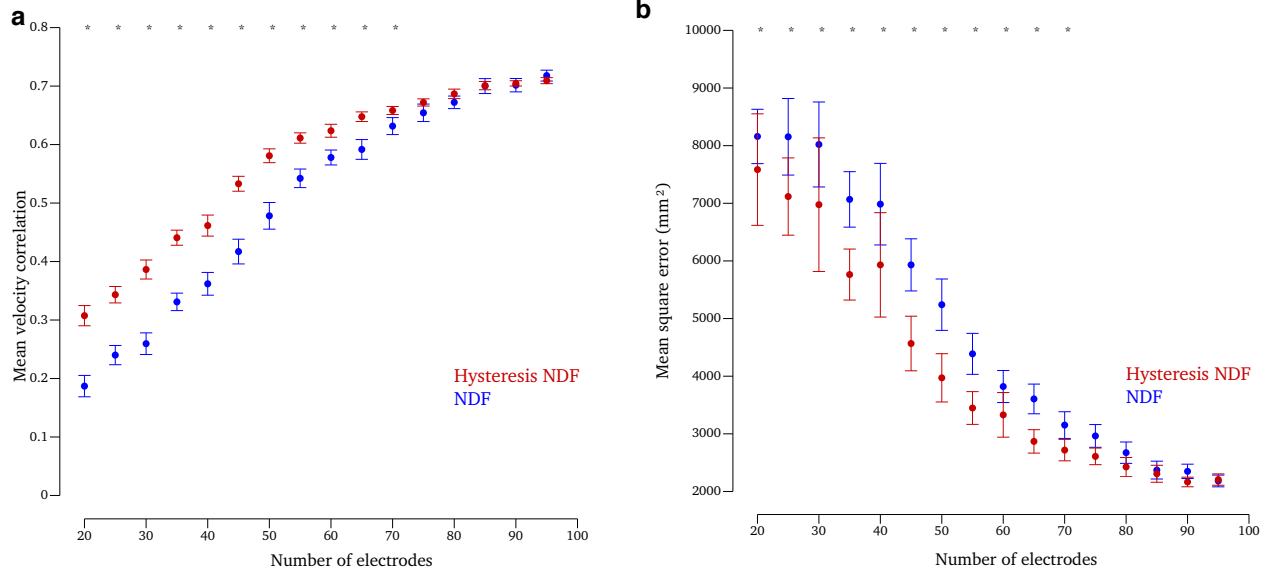 a
* * * * * * * * * * *
0.8
0.7
0.6
0.5
0.4
0.3
0.2
0.1
0
Mean velocity correlation
Hysteresis NDF
NDF
20 30 40 50 60 70 80 90 100
Number of electrodes
b
* * * * * * * * * * *
10000
9000
8000
7000
6000
5000
4000
3000
2000
Mean square error (mm²)
Hysteresis NDF
NDF
20 30 40 50 60 70 80 90 100
Number of electrodes